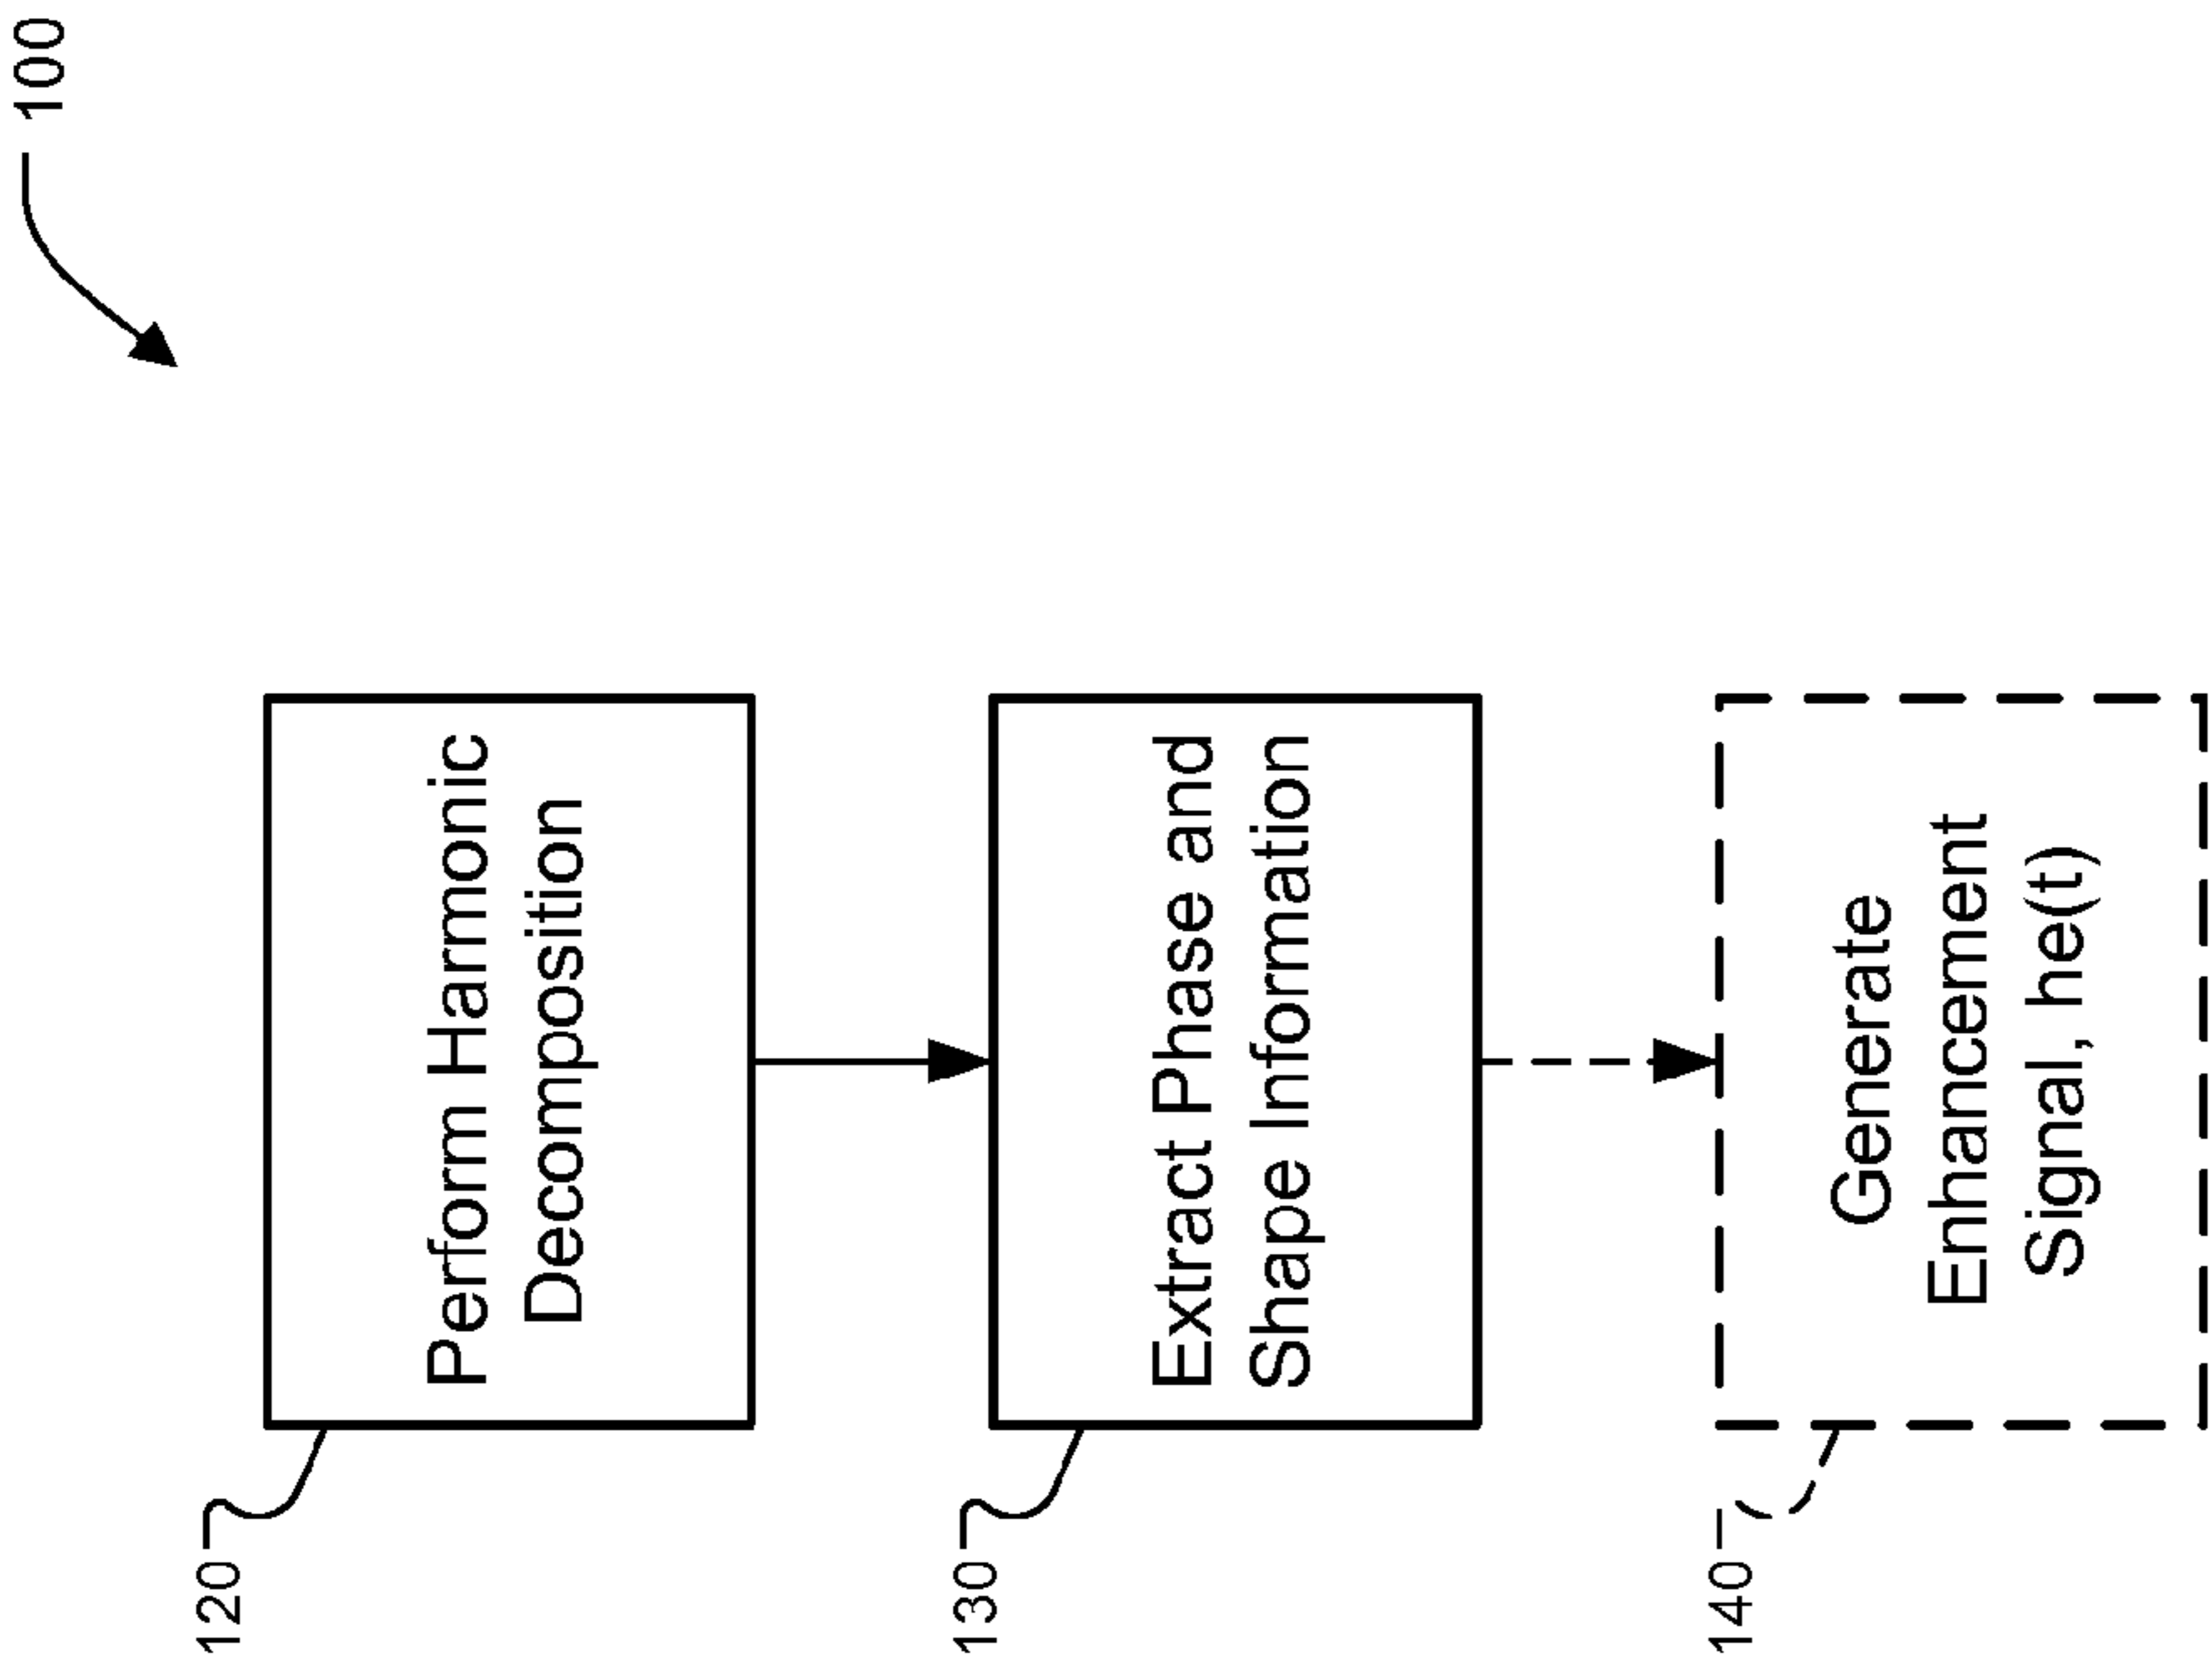 100
120
Perform Harmonic
Decomposition
130
Extract Phase and
Shape Information
140
Generate
Enhancement
Signal, he(t)